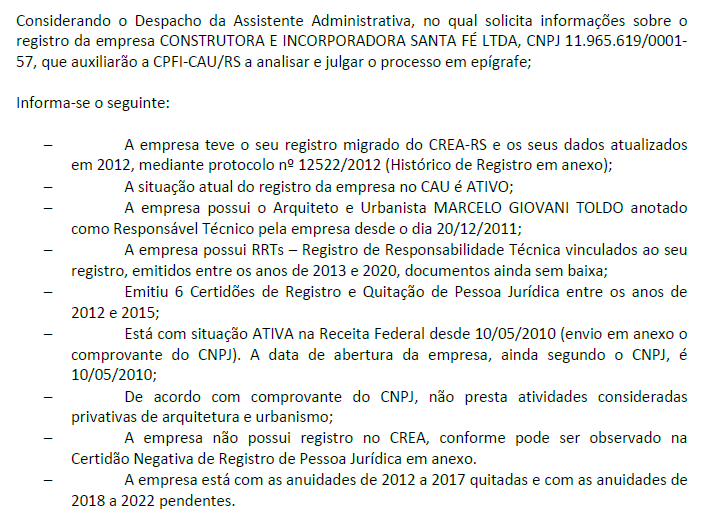 Considerando o Despacho da Assistente Administrativa, no qual solicita informações sobre o
registro da empresa CONSTRUTORA E INCORPORADORA SANTA FÉ LTDA, CNPJ 11.965.619/0001-
57, que auxiliarão a CPFI-CAU/RS a analisar e julgar o processo em epígrafe;
Informa-se o seguinte:
– A empresa teve o seu registro migrado do CREA-RS e os seus dados atualizados
em 2012, mediante protocolo nº 12522/2012 (Histórico de Registro em anexo);
– A situação atual do registro da empresa no CAU é ATIVO;
– A empresa possui o Arquiteto e Urbanista MARCELO GIOVANI TOLDO anotado
como Responsável Técnico pela empresa desde o dia 20/12/2011;
– A empresa possui RRTs – Registro de Responsabilidade Técnica vinculados ao seu
registro, emitidos entre os anos de 2013 e 2020, documentos ainda sem baixa;
– Emitiu 6 Certidões de Registro e Quitação de Pessoa Jurídica entre os anos de
2012 e 2015;
– Está com situação ATIVA na Receita Federal desde 10/05/2010 (envio em anexo o
comprovante do CNPJ). A data de abertura da empresa, ainda segundo o CNPJ, é
10/05/2010;
– De acordo com comprovante do CNPJ, não presta atividades consideradas
privativas de arquitetura e urbanismo;
– A empresa não possui registro no CREA, conforme pode ser observado na
Certidão Negativa de Registro de Pessoa Jurídica em anexo.
– A empresa está com as anuidades de 2012 a 2017 quitadas e com as anuidades de
2018 a 2022 pendentes.